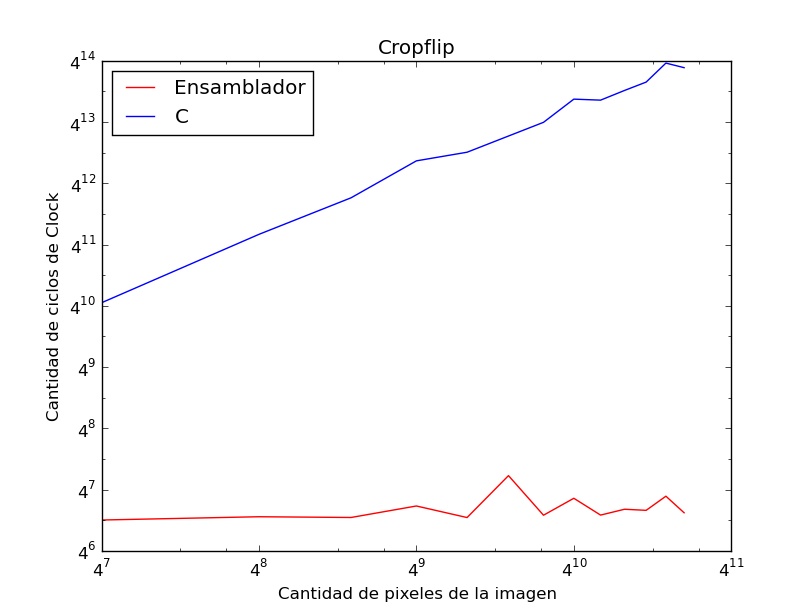 Cropflip
Ensamblador
C
Cantidad de ciclos de Clock
4^14
4^13
4^12
4^11
4^10
4^9
4^8
4^7
4^6
4^7 4^8 4^9 4^10 4^11
Cantidad de pixeles de la imagen